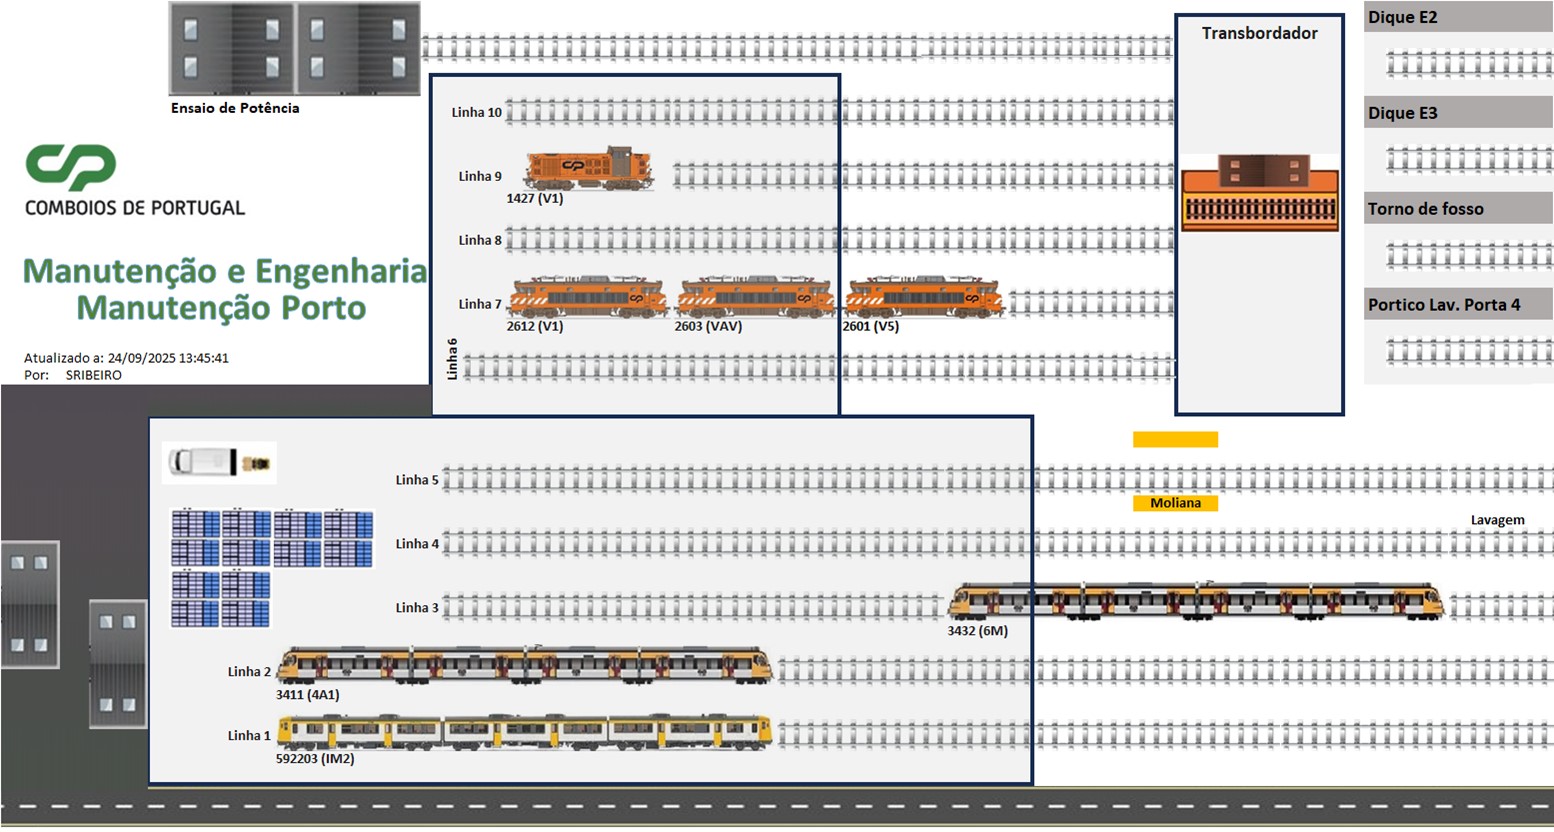 Transbordador
Dique E2
Ensaio de Potência
Linha 10
Dique E3
Linha 9
1427 (V1)
CP
COMBOIOS DE PORTUGAL
Torno de fosso
Linha 8
Manutenção e Engenharia
Manutenção Porto
Linha 7
2612 (V1)
2603 (VAV)
2601 (V5)
Portico Lav. Porta 4
Atualizado a: 24/09/2025 13:45:41
Por: SRIBEIRO
Linha 6
Linha 5
Moliana
Lavagem
Linha 4
Linha 3
3432 (6M)
Linha 2
3411 (4A1)
Linha 1
592203 (IM2)